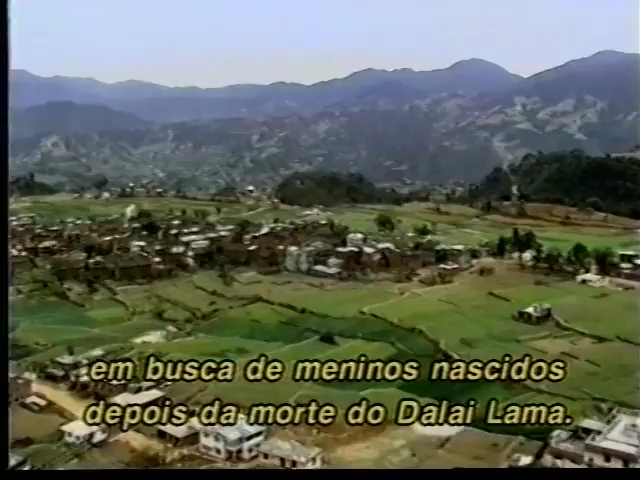 em busca de meninos nascidos
depois da morte do Dalai Lama.